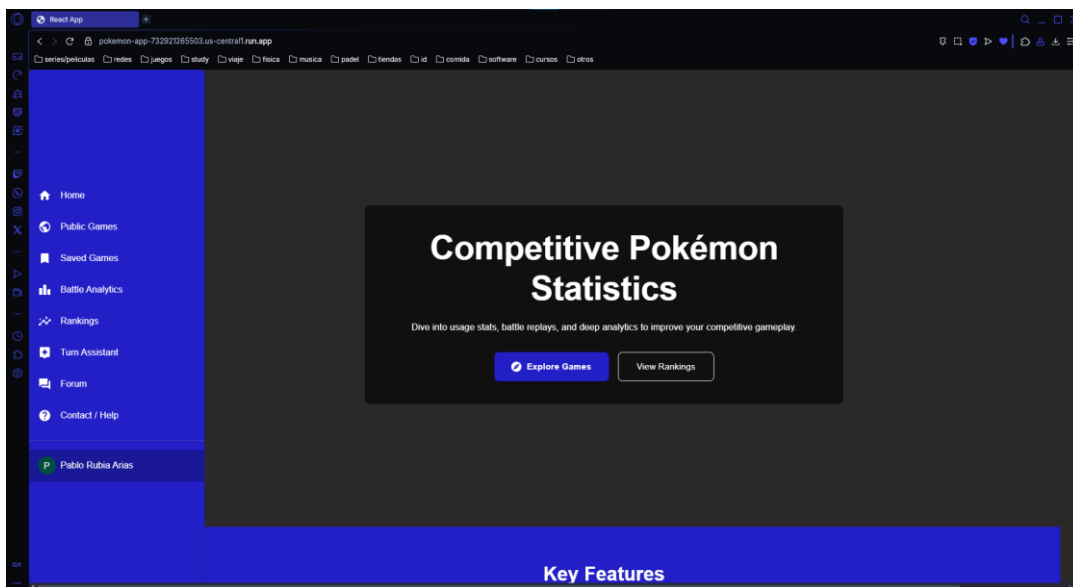 React App
pokemon-app-732921265503.us-central1.run.app
series/peliculas redes juegos study viaje fisica musica padel tiendas id comida software cursos otros
Home
Public Games
Saved Games
Battle Analytics
Rankings
Turn Assistant
Forum
Contact / Help
P Pablo Rubia Arias
Competitive Pokémon
Statistics
Dive into usage stats, battle replays, and deep analytics to improve your competitive gameplay.
Explore Games View Rankings
Key Features